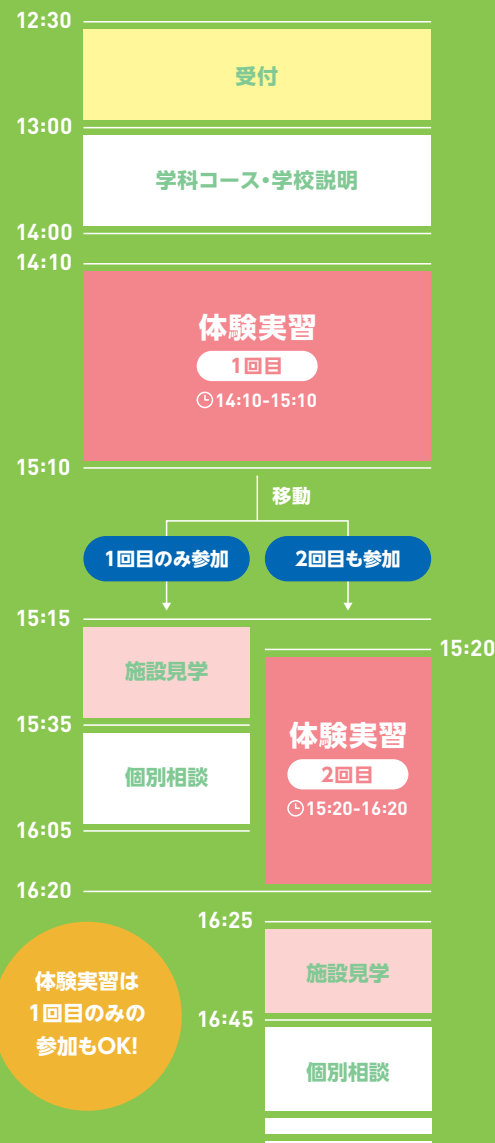 12:30
受付
13:00
学科コース・学校説明
14:00
14:10
体験実習
1回目
14:10-15:10
15:10
移動
1回目のみ参加
2回目も参加
15:15
15:20
施設見学
15:35
体験実習
2回目
15:20-16:20
個別相談
16:05
16:20
16:25
施設見学
体験実習は
1回目のみの
参加もOK!
16:45
個別相談